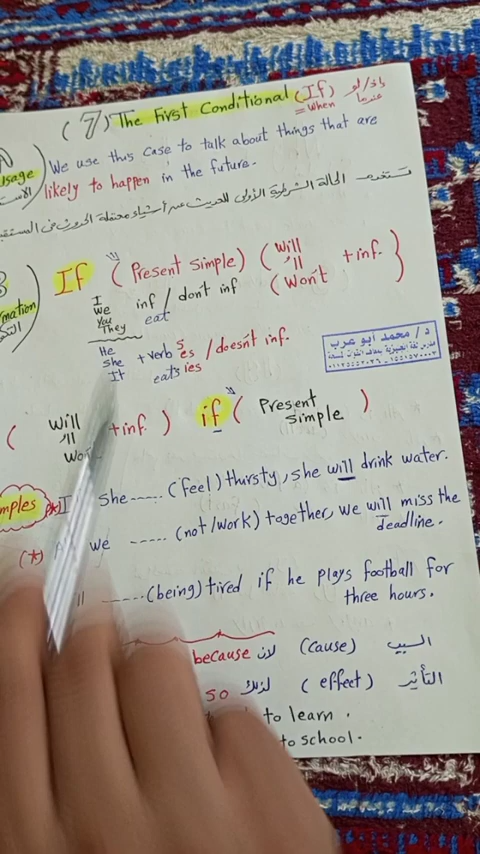 (7) The First Conditional (If)
إذا / لو
عندما
= when
usage We use this case to talk about things that are
likely to happen in the future.
نستخدم الحالة الشرطية الأولى للحديث عن أشياء محتملة الحدوث فى المستقبل
If (Present Simple) (will
'll + inf.
(won't
I
we
You
They
inf / don't inf
eat
He
she
It
+ verb s
es
ies / doesn't inf.
eats
د / محمد ابو عرب
( will
'll + inf. ) if ( Present
Simple )
(*) she ..... (feel) thirsty, she will drink water.
(*) we ..... (not/work) together, we will miss the
deadline.
..... (being) tired if he plays football for
three hours.
because لأن (cause) السبب
so لذلك (effect) التأثير
to learn.
to school.